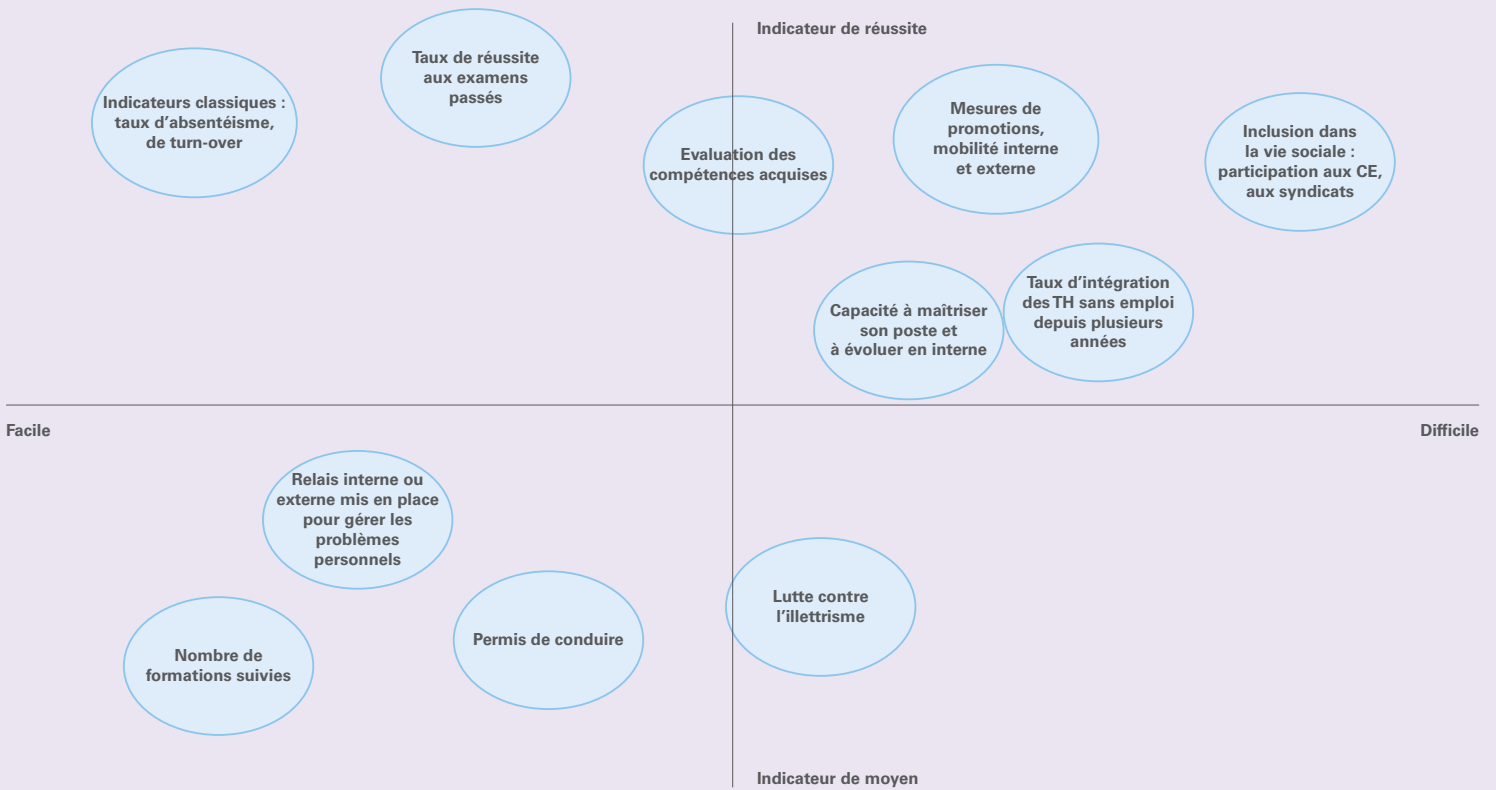 Indicateur de réussite
Indicateurs classiques :
taux d'absentéisme,
de turn-over
Taux de réussite
aux examens
passés
Evaluation des
compétences acquises
Mesures de
promotions,
mobilité interne
et externe
Inclusion dans
la vie sociale :
participation aux CE,
aux syndicats
Capacité à maîtriser
son poste et
à évoluer en interne
Taux d'intégration
des TH sans emploi
depuis plusieurs
années
Facile
Difficile
Relais interne ou
externe mis en place
pour gérer les
problèmes
personnels
Nombre de
formations suivies
Permis de conduire
Lutte contre
l'illettrisme
Indicateur de moyen